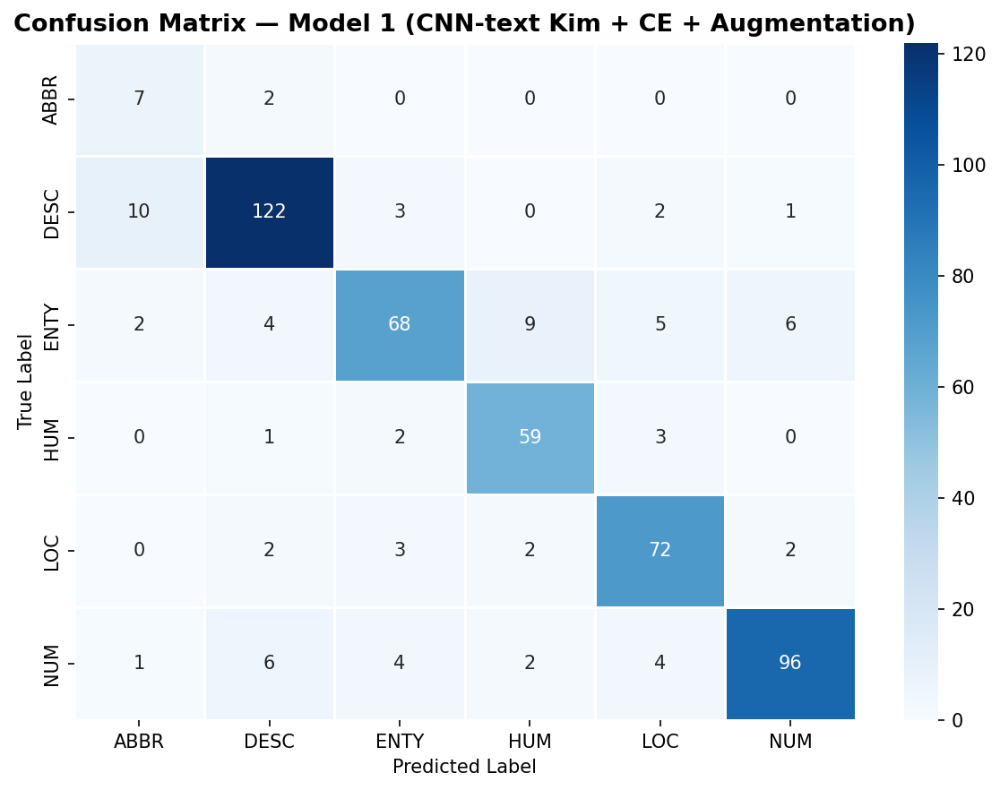 Confusion Matrix — Model 1 (CNN-text Kim + CE + Augmentation)
True Label
ABBR 7 2 0 0 0 0
DESC 10 122 3 0 2 1
ENTY 2 4 68 9 5 6
HUM 0 1 2 59 3 0
LOC 0 2 3 2 72 2
NUM 1 6 4 2 4 96
ABBR DESC ENTY HUM LOC NUM
Predicted Label
120
100
80
60
40
20
0